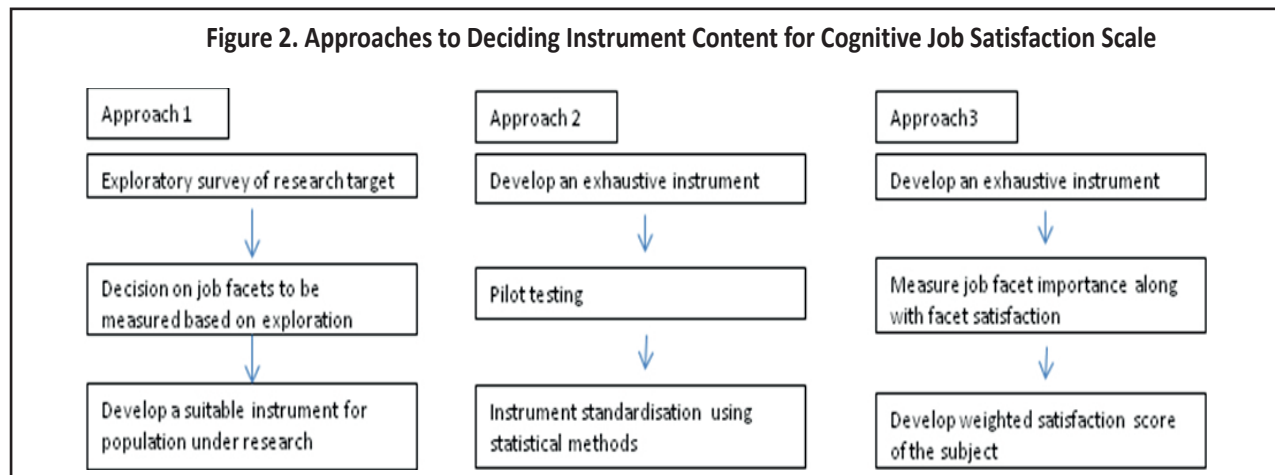 Figure 2. Approaches to Deciding Instrument Content for Cognitive Job Satisfaction Scale
Approach 1
Exploratory survey of research target
Decision on job facets to be
measured based on exploration
Develop a suitable instrument for
population under research
Approach 2
Develop an exhaustive instrument
Pilot testing
Instrument standardisation using
statistical methods
Approach3
Develop an exhaustive instrument
Measure job facet importance along
with facet satisfaction
Develop weighted satisfaction score
of the subject